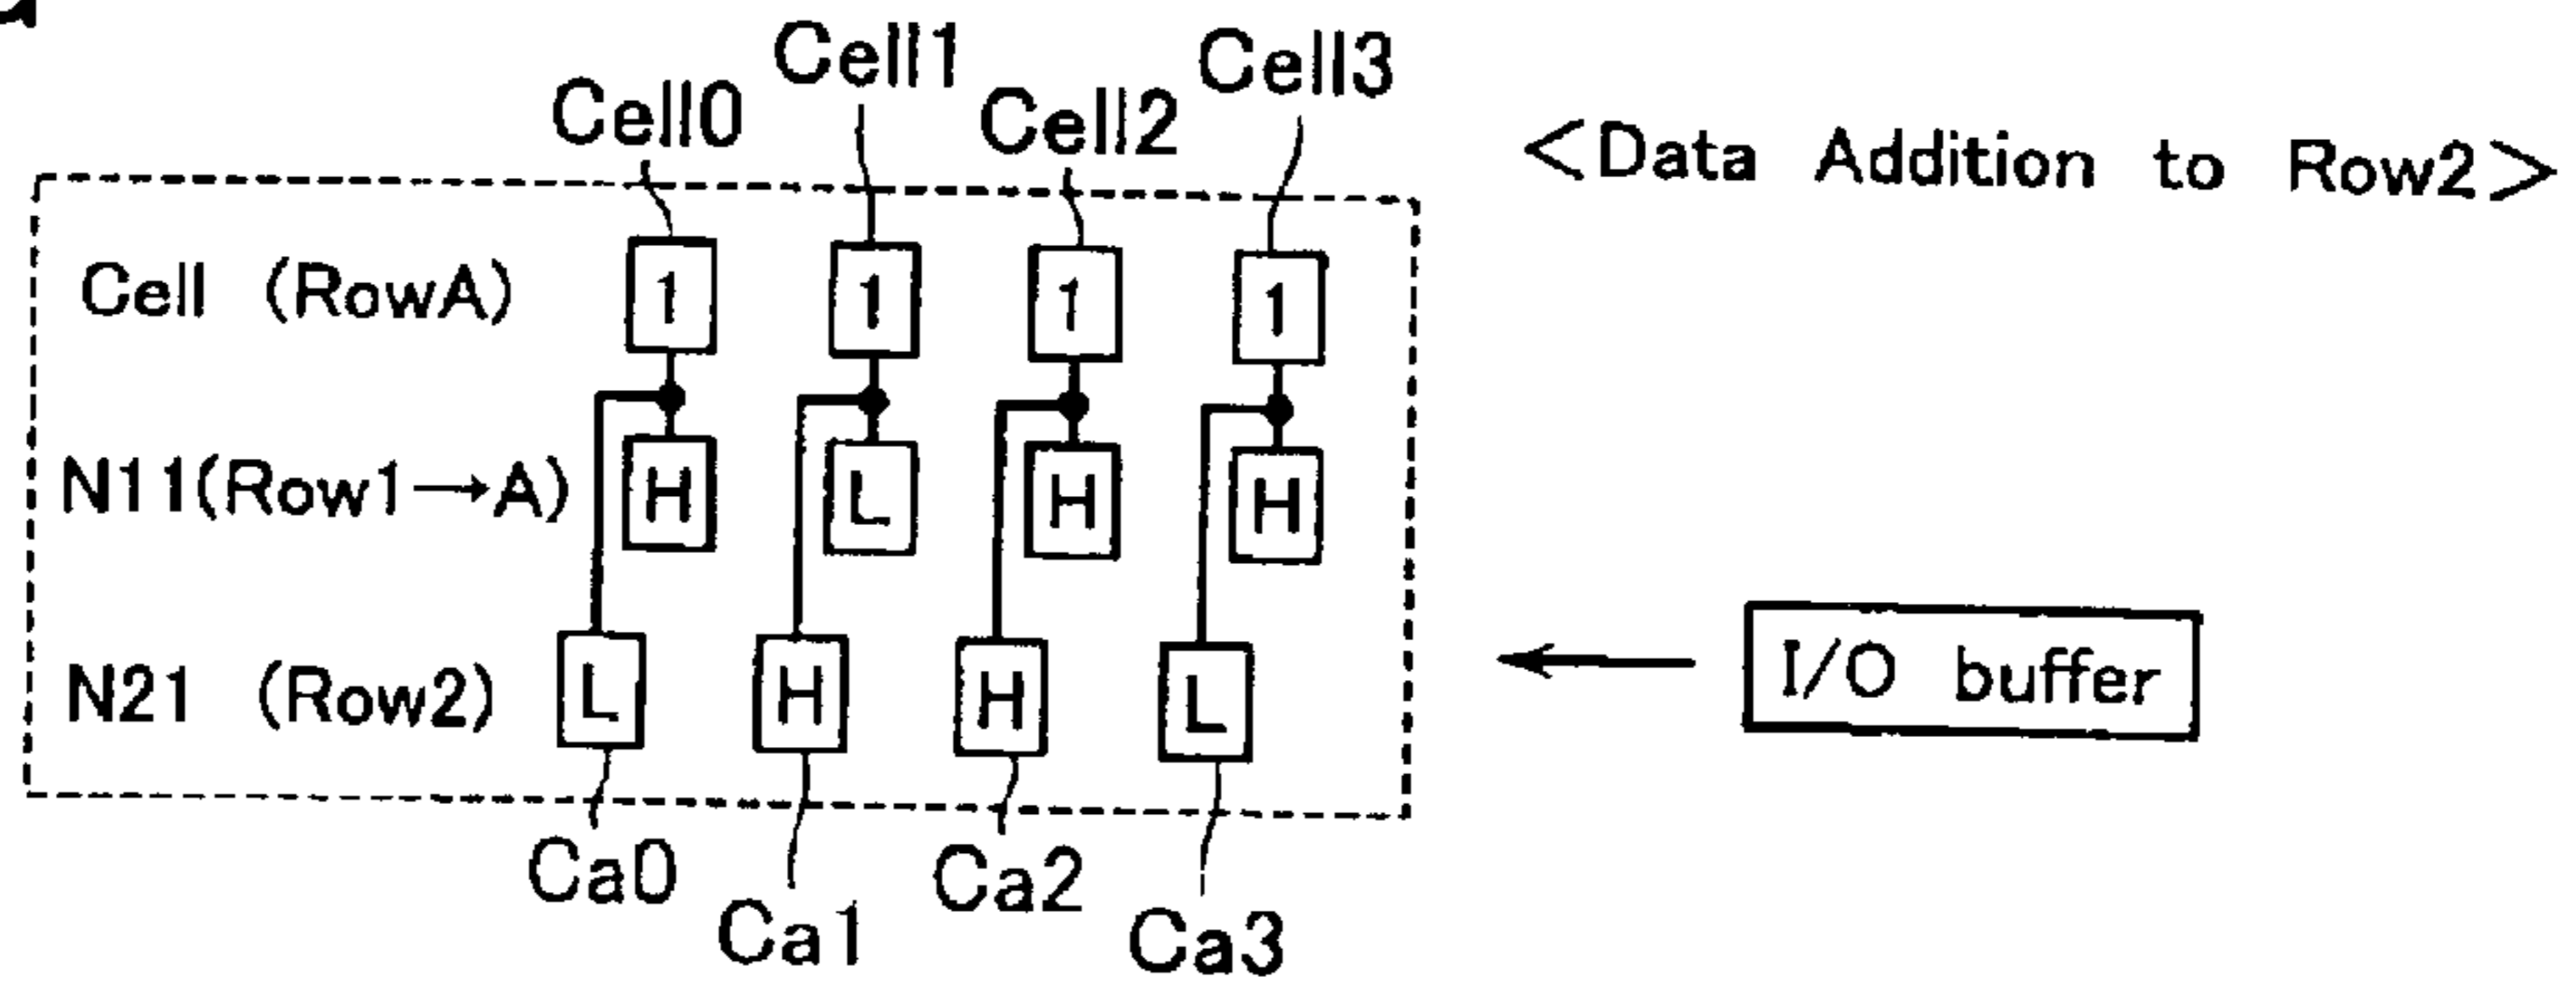 Cell0 Cell1 Cell2 Cell3
<Data Addition to Row2>
Cell (RowA) 1 1 1 1
N11(Row1→A) H L H H
N21 (Row2) L H H L
I/O buffer
Ca0 Ca1 Ca2 Ca3